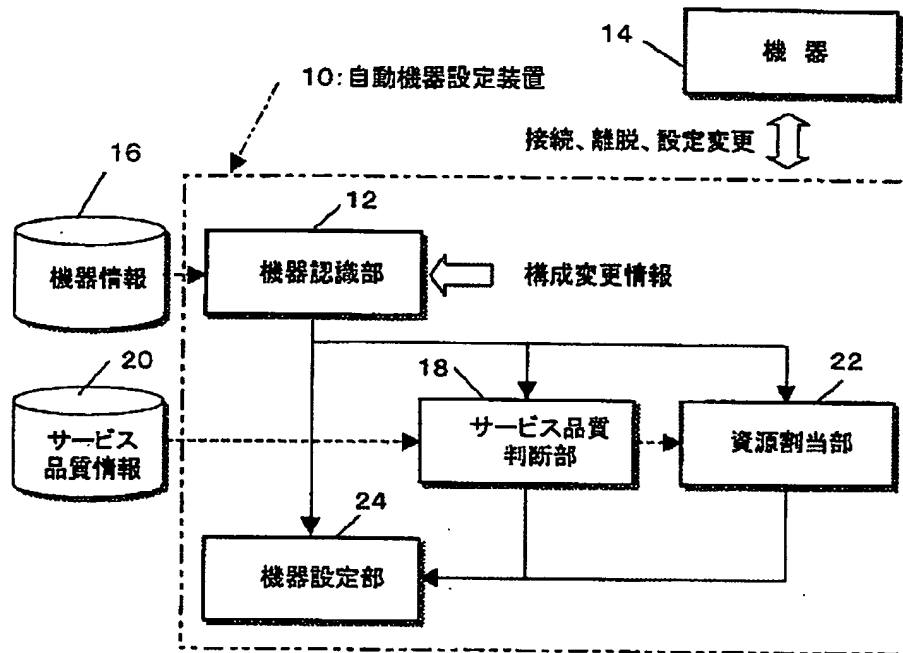 14
機 器
10:自動機器設定装置
接続、離脱、設定変更
16
12
機器情報
機器認識部
構成変更情報
20
18
22
サービス
品質情報
サービス品質
判断部
資源割当部
24
機器設定部